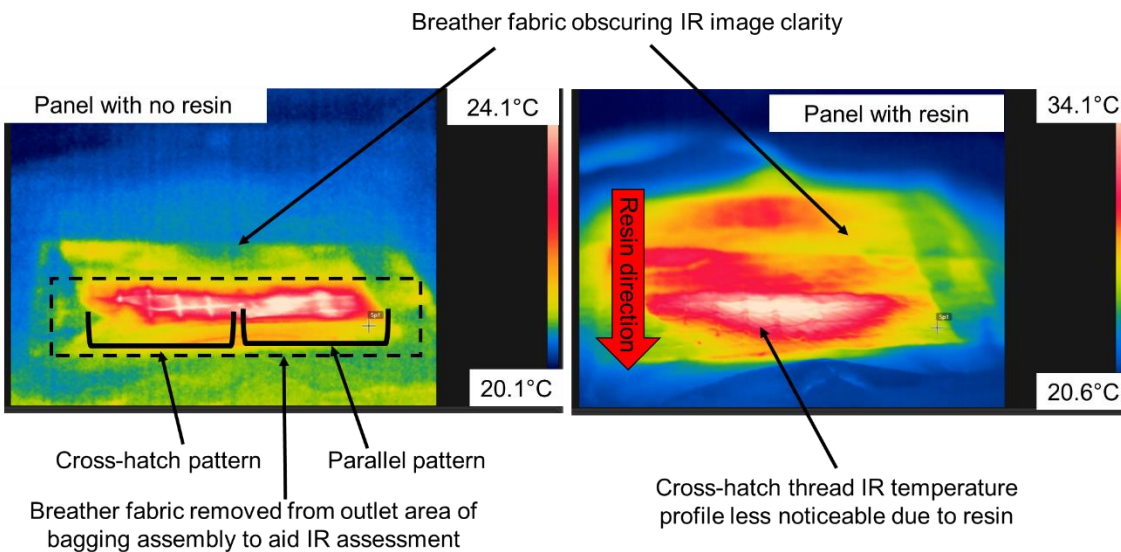 Breather fabric obscuring IR image clarity
Panel with no resin
24.1°C
20.1°C
Sp1
Cross-hatch pattern
Parallel pattern
Breather fabric removed from outlet area of
bagging assembly to aid IR assessment
Panel with resin
34.1°C
20.6°C
Resin direction
Sp1
Cross-hatch thread IR temperature
profile less noticeable due to resin